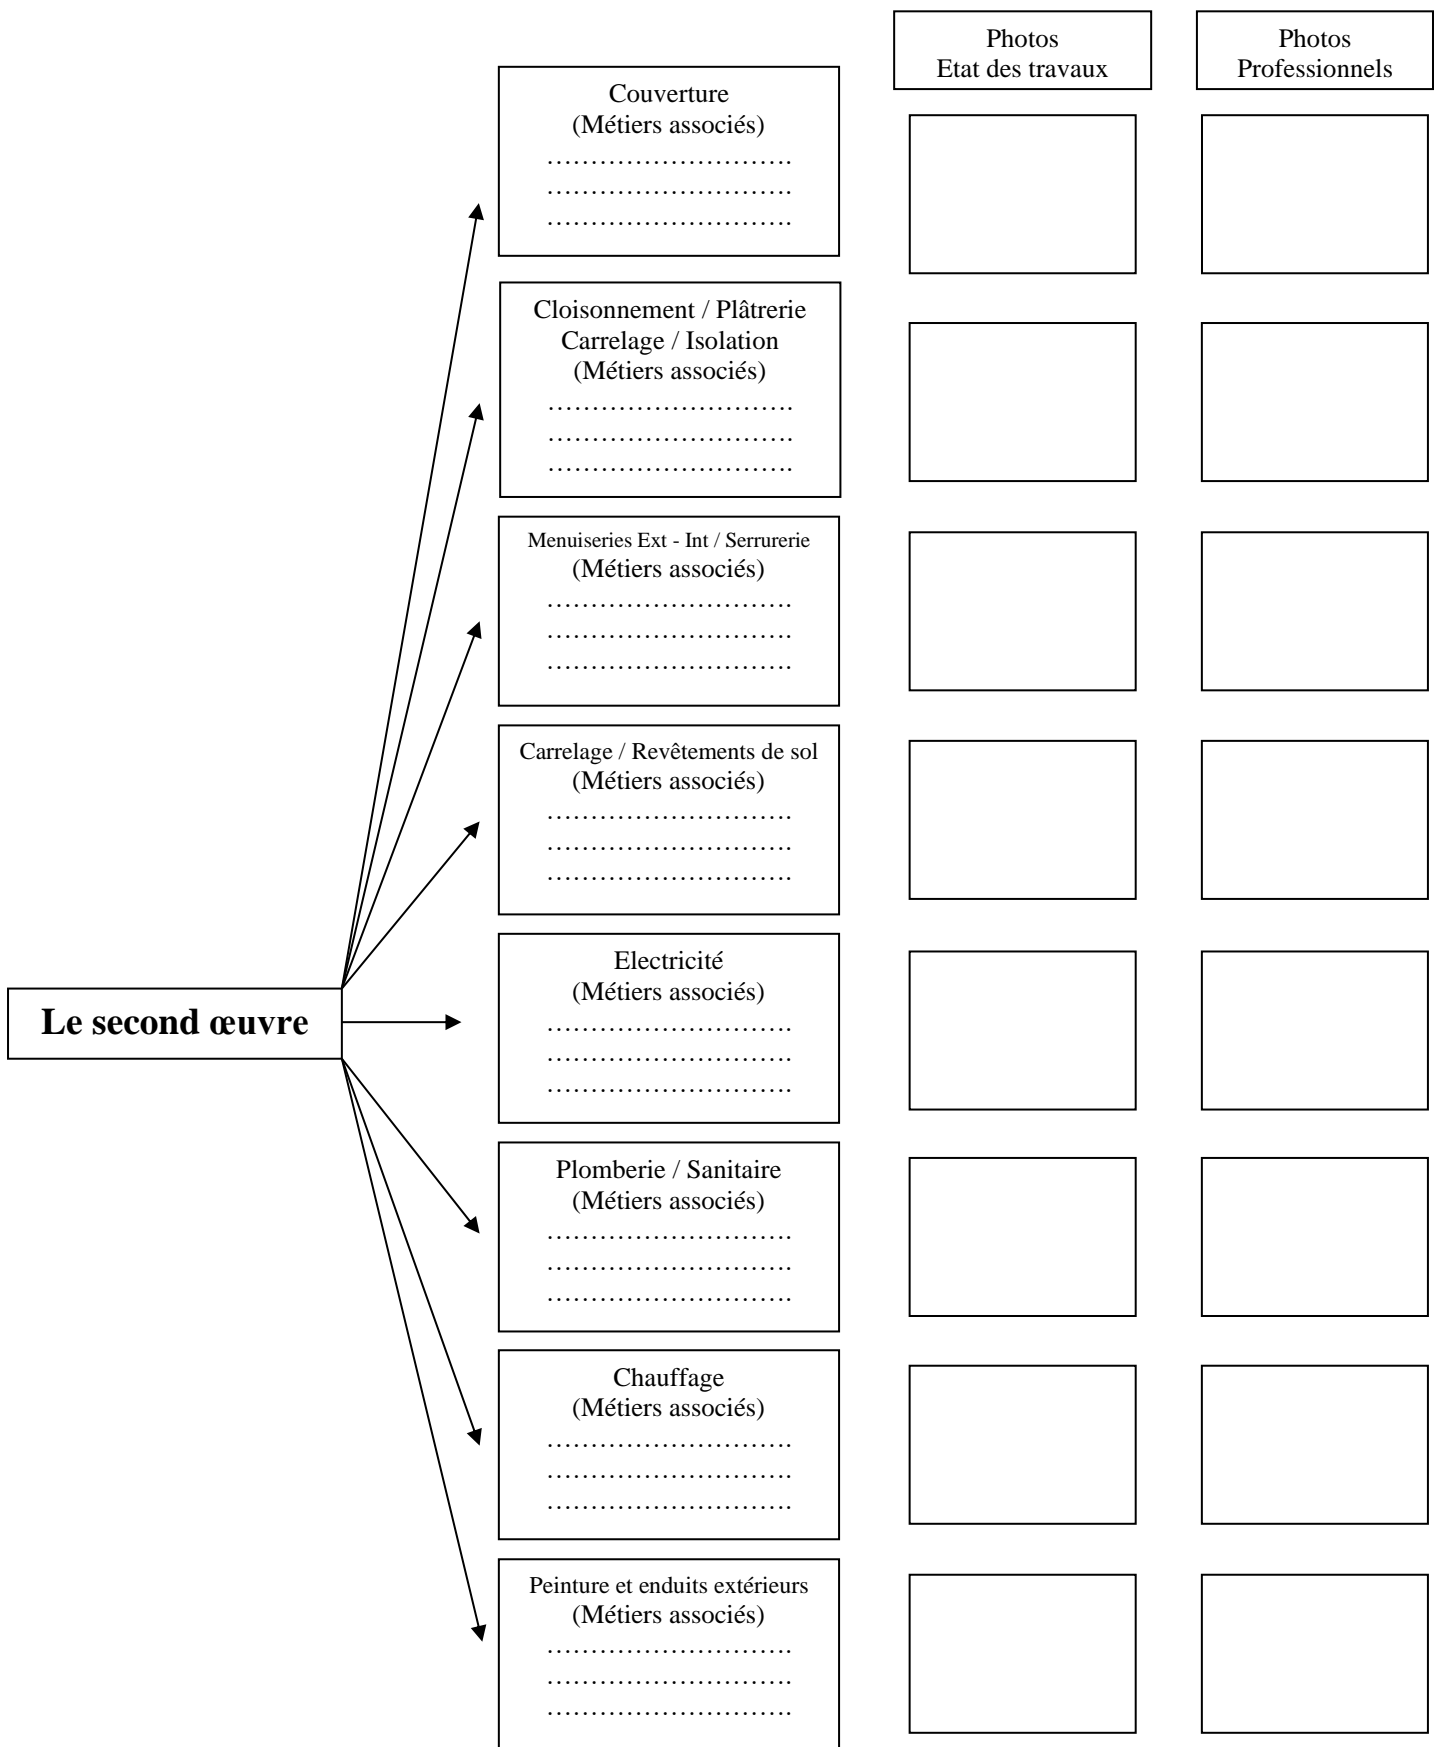 Photos
Etat des travaux
Photos
Professionnels
Couverture
(Métiers associés)
……………………….
……………………….
……………………….
Cloisonnement / Plâtrerie
Carrelage / Isolation
(Métiers associés)
……………………….
……………………….
……………………….
Menuiseries Ext - Int / Serrurerie
(Métiers associés)
……………………….
……………………….
……………………….
Carrelage / Revêtements de sol
(Métiers associés)
……………………….
……………………….
……………………….
Electricité
(Métiers associés)
……………………….
……………………….
……………………….
Le second œuvre
Plomberie / Sanitaire
(Métiers associés)
……………………….
……………………….
……………………….
Chauffage
(Métiers associés)
……………………….
……………………….
……………………….
Peinture et enduits extérieurs
(Métiers associés)
……………………….
……………………….
……………………….